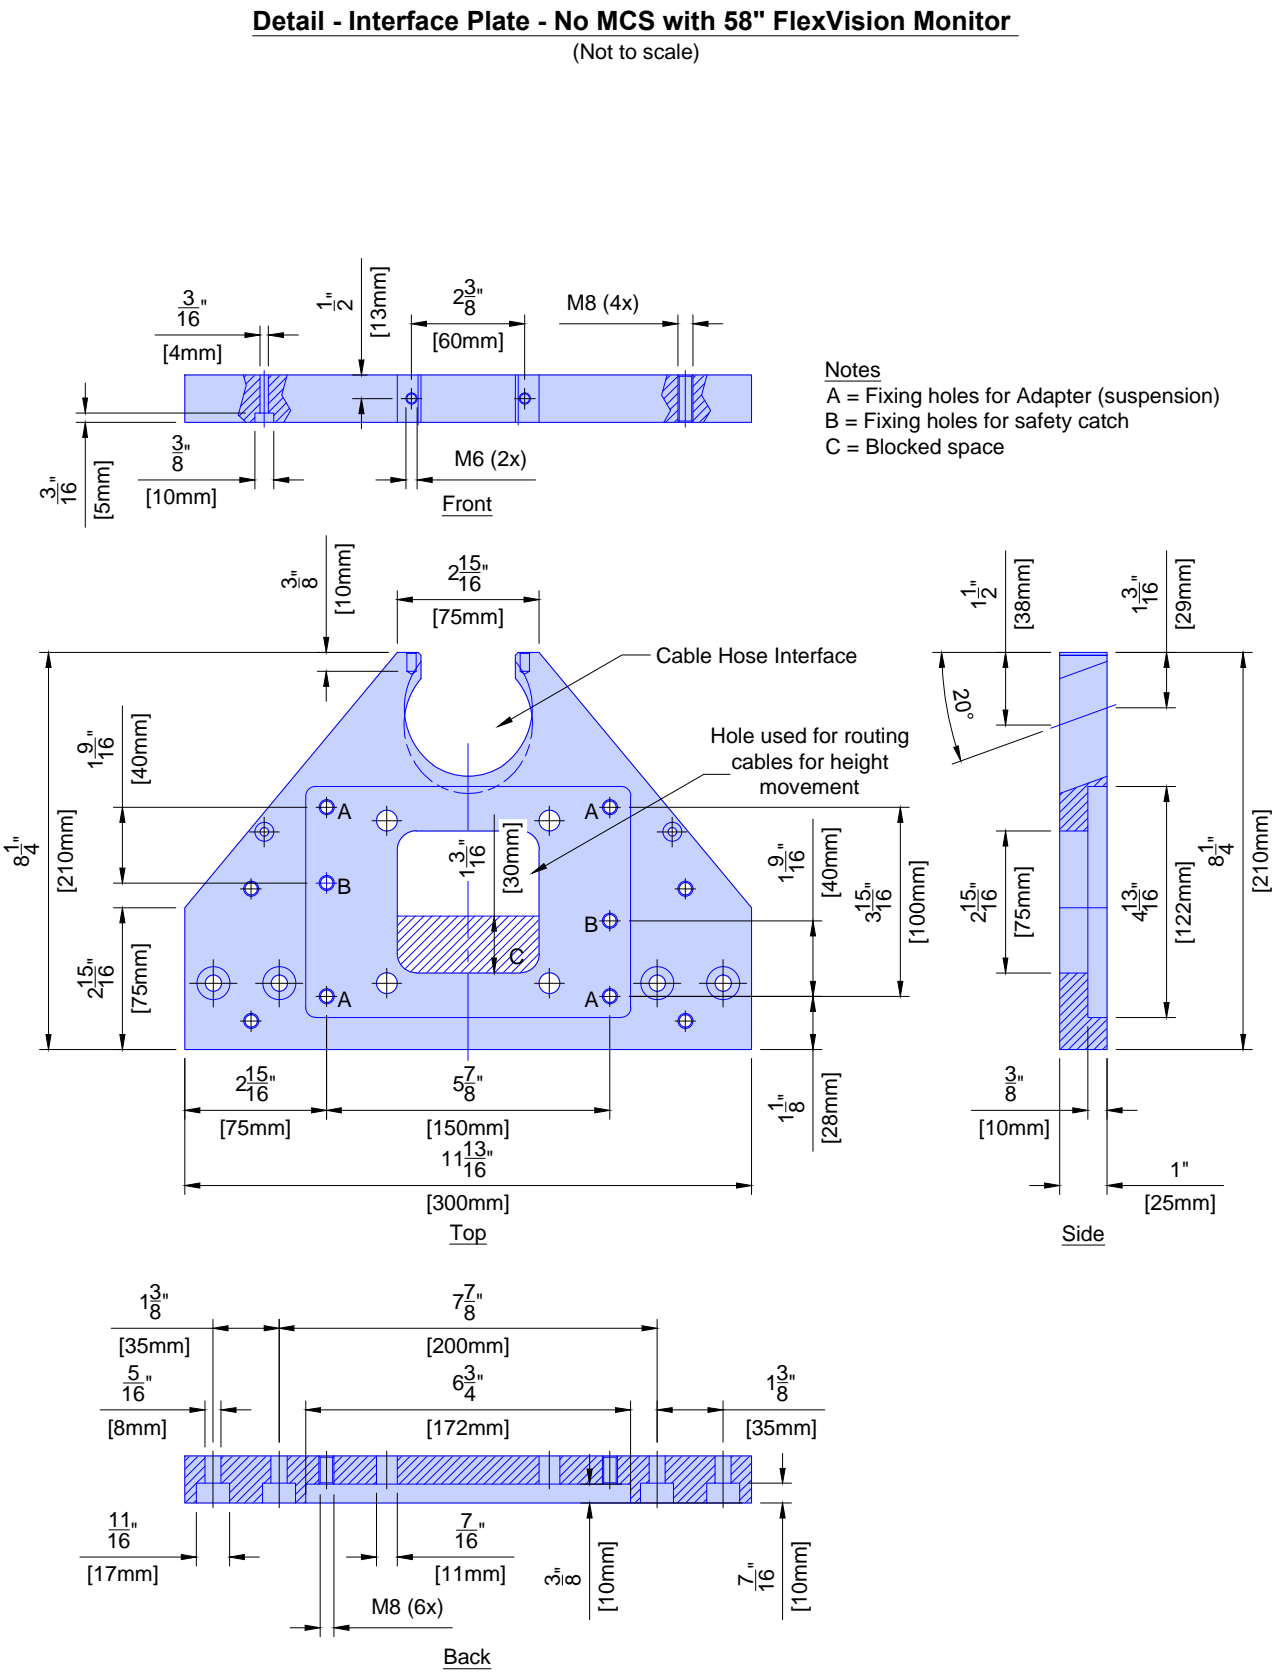 Detail - Interface Plate - No MCS with 58" FlexVision Monitor
(Not to scale)
3/16"
[4mm]
1/2"
[13mm]
2 3/8"
[60mm]
M8 (4x)
3/16"
[5mm]
3/8"
[10mm]
M6 (2x)
Front
Notes
A = Fixing holes for Adapter (suspension)
B = Fixing holes for safety catch
C = Blocked space
3/8"
[10mm]
2 15/16"
[75mm]
Cable Hose Interface
Hole used for routing
cables for height
movement
8 1/4"
[210mm]
1 9/16"
[40mm]
2 15/16"
[75mm]
A
A
B
B
A
A
C
1 3/16"
[30mm]
1 9/16"
[40mm]
3 15/16"
[100mm]
1 1/8"
[28mm]
2 15/16"
[75mm]
5 7/8"
[150mm]
11 13/16"
[300mm]
Top
1 1/2"
[38mm]
1 3/16"
[29mm]
20°
2 15/16"
[75mm]
4 13/16"
[122mm]
8 1/4"
[210mm]
3/8"
[10mm]
1"
[25mm]
Side
1 3/8"
[35mm]
7 7/8"
[200mm]
5/16"
[8mm]
6 3/4"
[172mm]
1 3/8"
[35mm]
11/16"
[17mm]
7/16"
[11mm]
M8 (6x)
3/8"
[10mm]
7/16"
[10mm]
Back